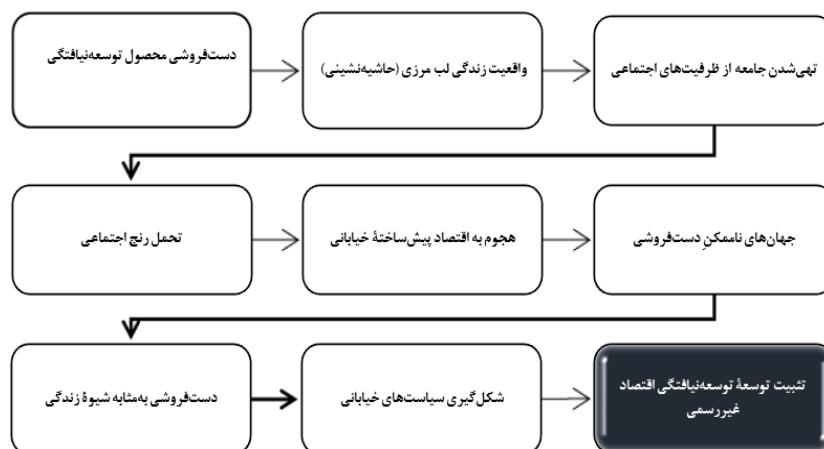 دست‌فروشی محصول توسعه‌نیافتگی
واقعیت زندگی لب مرزی (حاشیه‌نشینی)
تهی‌شدن جامعه از ظرفیت‌های اجتماعی
تحمل رنج اجتماعی
هجوم به اقتصاد پیش‌ساختهٔ خیابانی
جهان‌های ناممکنِ دست‌فروشی
دست‌فروشی به‌مثابه شیوهٔ زندگی
شکل‌گیری سیاست‌های خیابانی
تثبیت توسعهٔ توسعه‌نیافتگی اقتصاد
غیررسمی